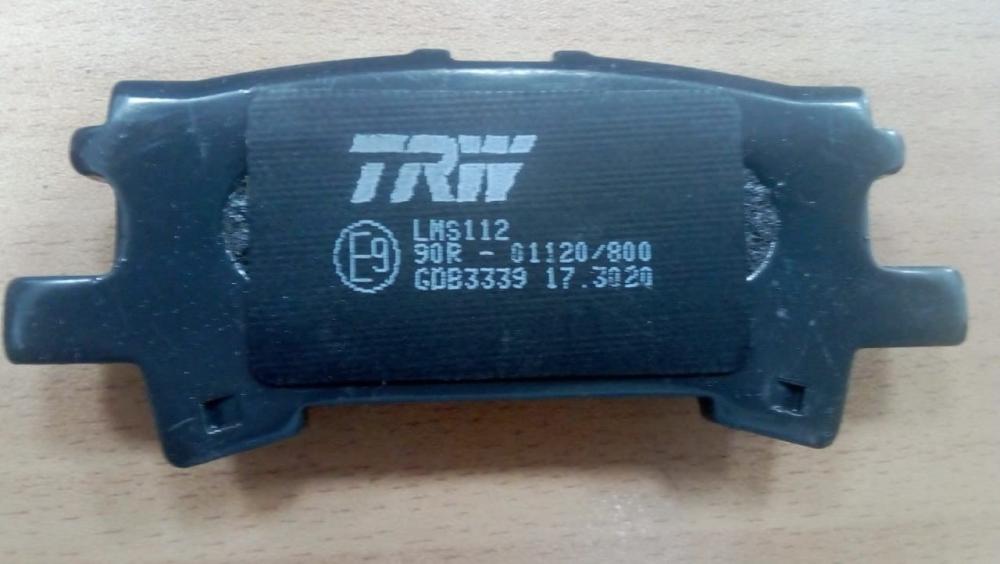 TRW
LMS112
E9 90R - 01120/800
GDB3339 17.3020